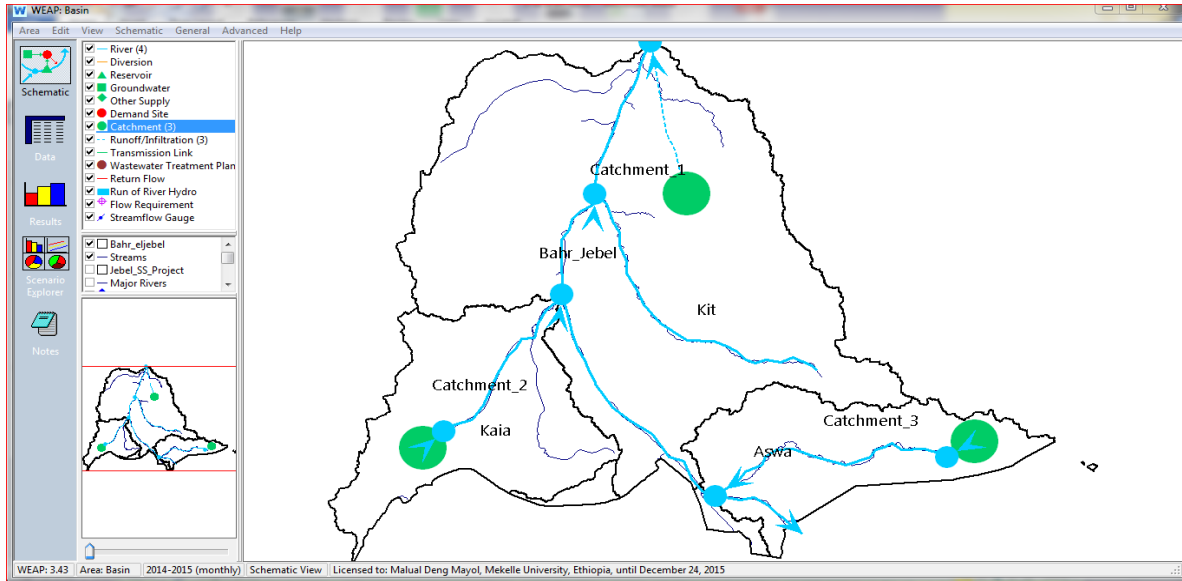 WEAP: Basin
Area Edit View Schematic General Advanced Help
Schematic
Data
Results
Scenario
Explorer
Notes
River (4)
Diversion
Reservoir
Groundwater
Other Supply
Demand Site
Catchment (3)
Runoff/Infiltration (3)
Transmission Link
Wastewater Treatment Plan
Return Flow
Run of River Hydro
Flow Requirement
Streamflow Gauge
Bahr_eljebel
Streams
Jebel_SS_Project
Major Rivers
Catchment_1
Bahr_Jebel
Kit
Catchment_2
Kaia
Catchment_3
Aswa
WEAP: 3.43 Area: Basin 2014-2015 (monthly) Schematic View Licensed to: Malual Deng Mayol, Mekelle University, Ethiopia, until December 24, 2015